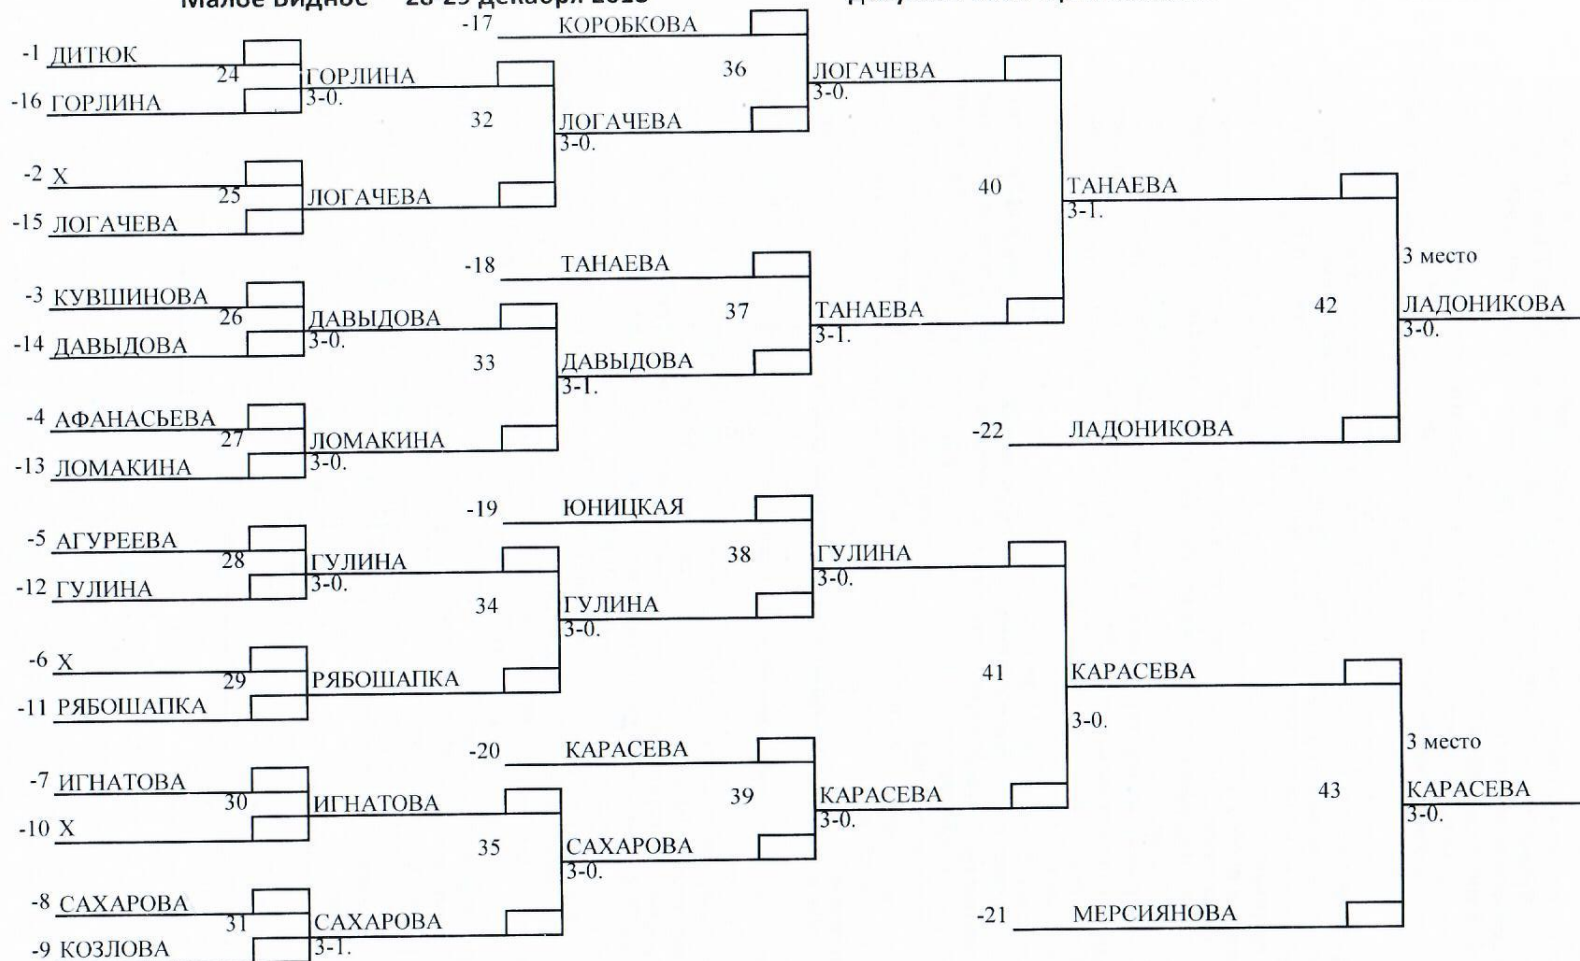 Малое Видное 28-29 декабря 2018
-17 КОРОБКОВА
-1 ДИТЮК
24
ГОРЛИНА
3-0.
-16 ГОРЛИНА
32
ЛОГАЧЕВА
3-0.
36
ЛОГАЧЕВА
3-0.
-2 Х
25
ЛОГАЧЕВА
-15 ЛОГАЧЕВА
40
ТАНАЕВА
3-1.
-18 ТАНАЕВА
-3 КУВШИНОВА
26
ДАВЫДОВА
3-0.
-14 ДАВЫДОВА
33
ДАВЫДОВА
3-1.
37
ТАНАЕВА
3-1.
-4 АФАНАСЬЕВА
27
ЛОМАКИНА
3-0.
-13 ЛОМАКИНА
3 место
42
ЛАДОНИКОВА
3-0.
-22 ЛАДОНИКОВА
-19 ЮНИЦКАЯ
-5 АГУРЕЕВА
28
ГУЛИНА
3-0.
-12 ГУЛИНА
34
ГУЛИНА
3-0.
38
ГУЛИНА
3-0.
-6 Х
29
РЯБОШАПКА
-11 РЯБОШАПКА
41
КАРАСЕВА
3-0.
-20 КАРАСЕВА
-7 ИГНАТОВА
30
ИГНАТОВА
-10 Х
35
САХАРОВА
3-0.
39
КАРАСЕВА
3-0.
-8 САХАРОВА
31
САХАРОВА
3-1.
-9 КОЗЛОВА
3 место
43
КАРАСЕВА
3-0.
-21 МЕРСИЯНОВА